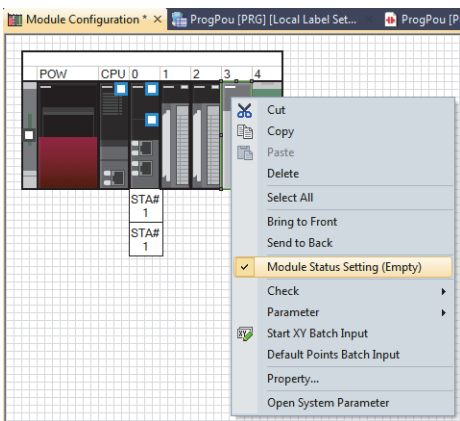 Module Configuration * × ProgPou [PRG] [Local Label Set... × ProgPou [P
POW CPU 0 1 2 3 4
STA#
1
STA#
1
Cut
Copy
Paste
Delete
Select All
Bring to Front
Send to Back
Module Status Setting (Empty)
Check
Parameter
Start XY Batch Input
Default Points Batch Input
Property...
Open System Parameter